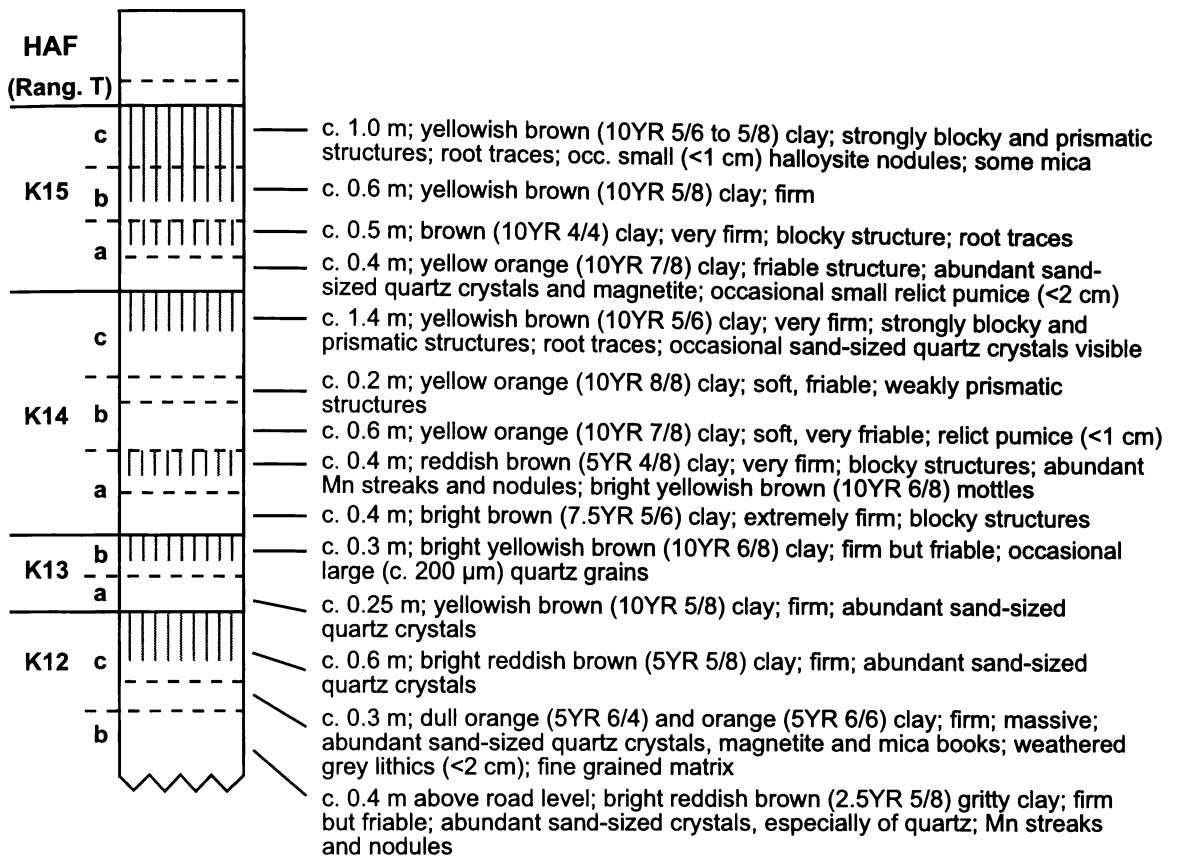 HAF
(Rang. T)
c
c. 1.0 m; yellowish brown (10YR 5/6 to 5/8) clay; strongly blocky and prismatic
structures; root traces; occ. small (<1 cm) halloysite nodules; some mica
K15
b
c. 0.6 m; yellowish brown (10YR 5/8) clay; firm
a
c. 0.5 m; brown (10YR 4/4) clay; very firm; blocky structure; root traces
c. 0.4 m; yellow orange (10YR 7/8) clay; friable structure; abundant sand-
sized quartz crystals and magnetite; occasional small relict pumice (<2 cm)
c
c. 1.4 m; yellowish brown (10YR 5/6) clay; very firm; strongly blocky and
prismatic structures; root traces; occasional sand-sized quartz crystals visible
K14
b
c. 0.2 m; yellow orange (10YR 8/8) clay; soft, friable; weakly prismatic
structures
c. 0.6 m; yellow orange (10YR 7/8) clay; soft, very friable; relict pumice (<1 cm)
a
c. 0.4 m; reddish brown (5YR 4/8) clay; very firm; blocky structures; abundant
Mn streaks and nodules; bright yellowish brown (10YR 6/8) mottles
c. 0.4 m; bright brown (7.5YR 5/6) clay; extremely firm; blocky structures
K13
b
c. 0.3 m; bright yellowish brown (10YR 6/8) clay; firm but friable; occasional
large (c. 200 µm) quartz grains
a
c. 0.25 m; yellowish brown (10YR 5/8) clay; firm; abundant sand-sized
quartz crystals
K12
c
c. 0.6 m; bright reddish brown (5YR 5/8) clay; firm; abundant sand-sized
quartz crystals
c. 0.3 m; dull orange (5YR 6/4) and orange (5YR 6/6) clay; firm; massive;
abundant sand-sized quartz crystals, magnetite and mica books; weathered
grey lithics (<2 cm); fine grained matrix
b
c. 0.4 m above road level; bright reddish brown (2.5YR 5/8) gritty clay; firm
but friable; abundant sand-sized crystals, especially of quartz; Mn streaks
and nodules